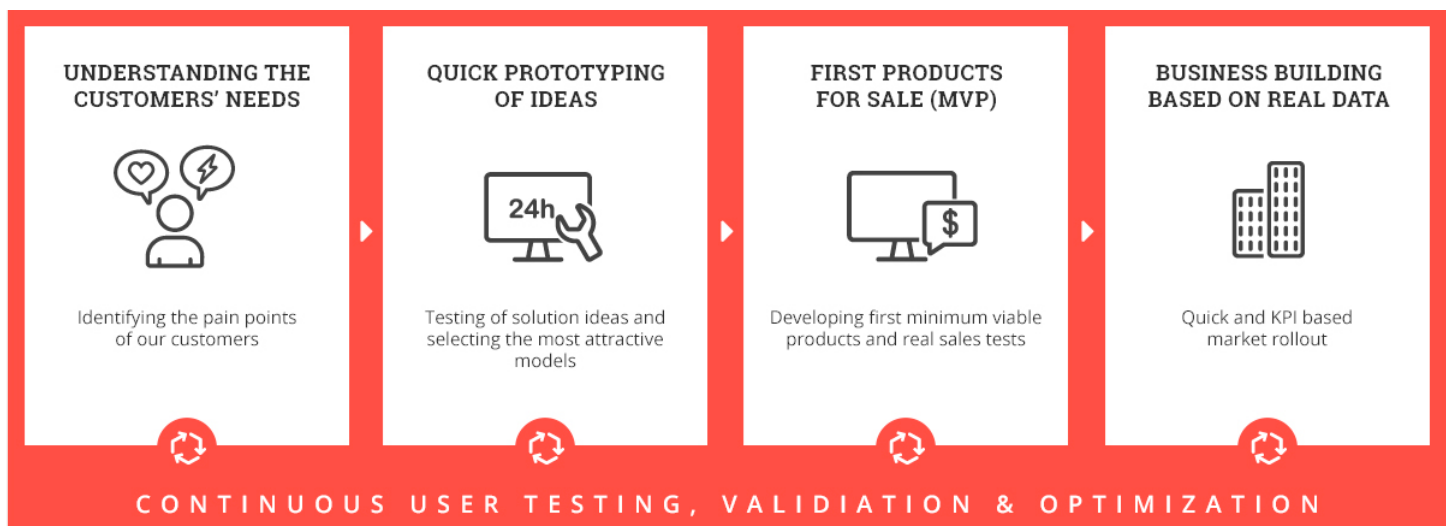 UNDERSTANDING THE
CUSTOMERS’ NEEDS
Identifying the pain points
of our customers
QUICK PROTOTYPING
OF IDEAS
24h
Testing of solution ideas and
selecting the most attractive
models
FIRST PRODUCTS
FOR SALE (MVP)
$
Developing first minimum viable
products and real sales tests
BUSINESS BUILDING
BASED ON REAL DATA
Quick and KPI based
market rollout
CONTINUOUS USER TESTING, VALIDIATION & OPTIMIZATION